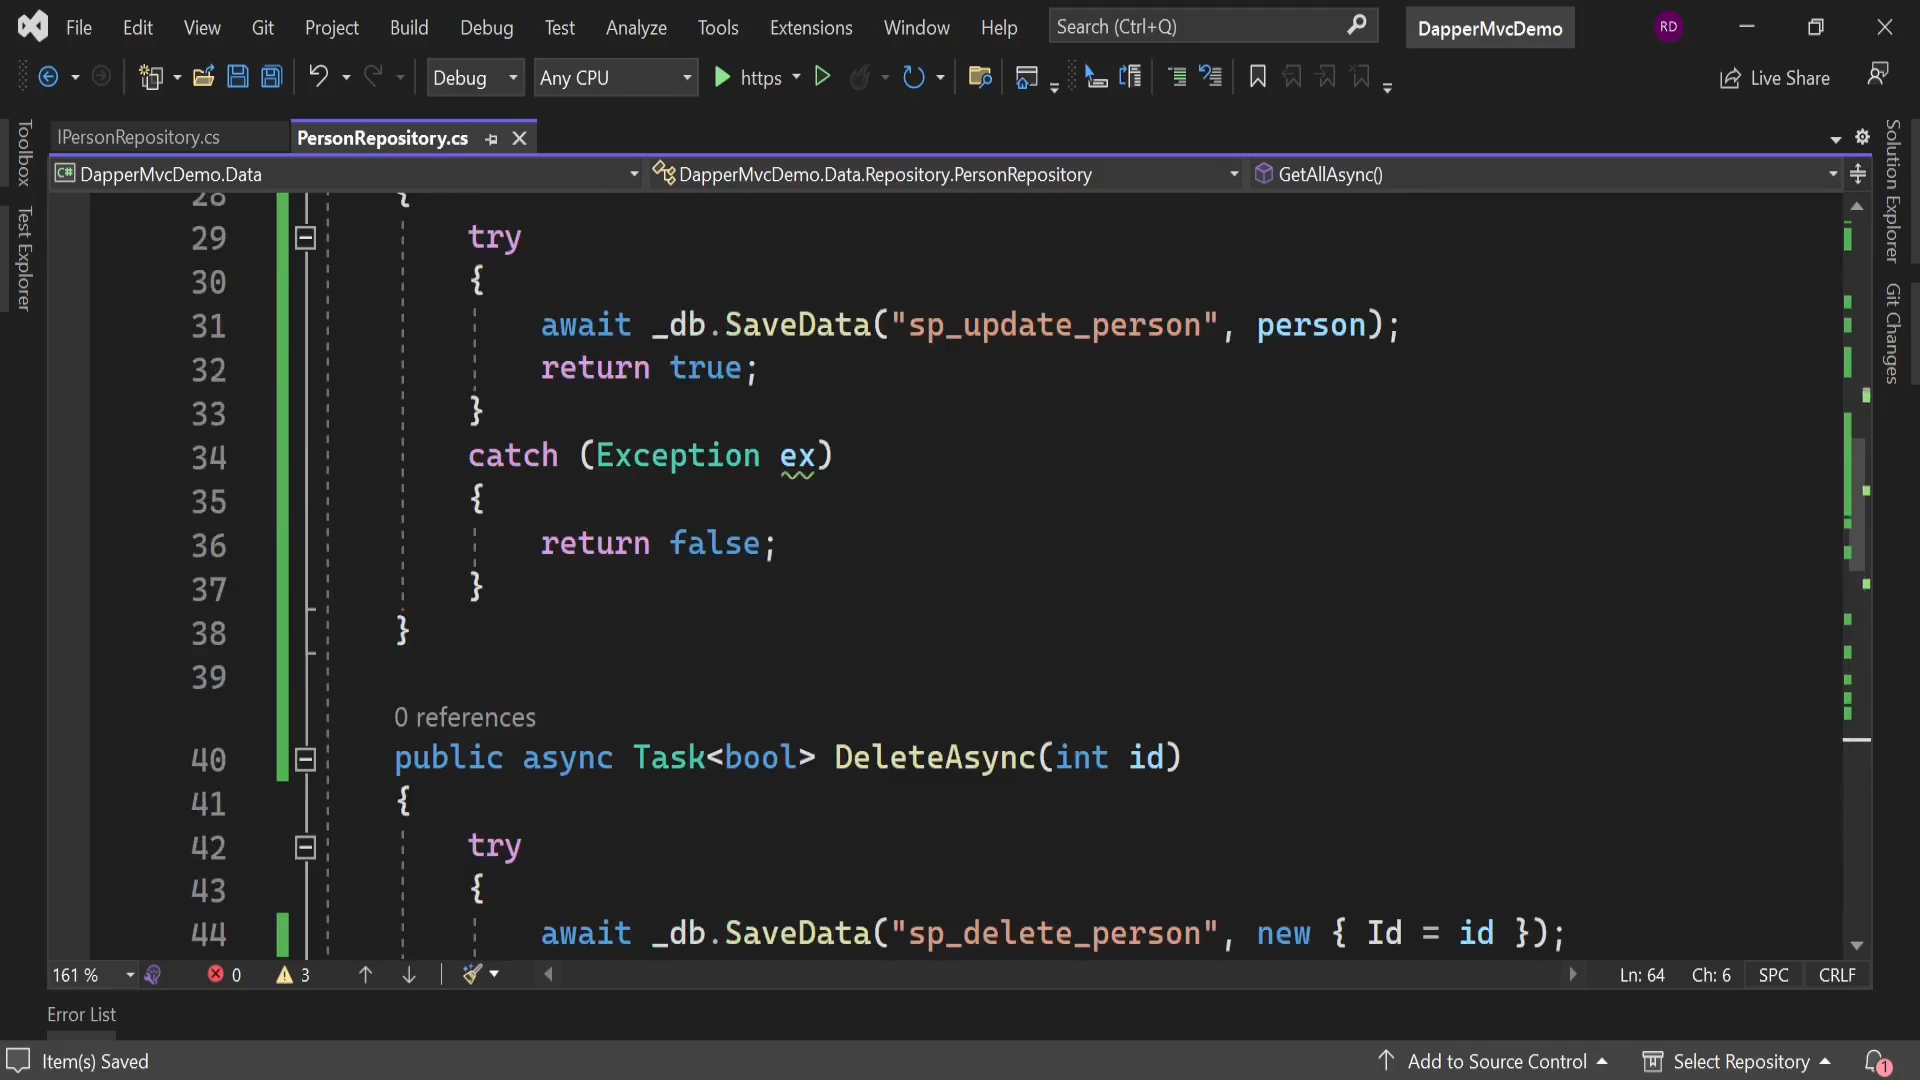 File Edit View Git Project Build Debug Test Analyze Tools Extensions Window Help Search (Ctrl+Q) DapperMvcDemo RD
Debug Any CPU https Live Share
IPersonRepository.cs PersonRepository.cs
DapperMvcDemo.Data DapperMvcDemo.Data.Repository.PersonRepository GetAllAsync()
Toolbox
Test Explorer
28 {
29 try
30 {
31 await _db.SaveData("sp_update_person", person);
32 return true;
33 }
34 catch (Exception ex)
35 {
36 return false;
37 }
38 }
39
0 references
40 public async Task<bool> DeleteAsync(int id)
41 {
42 try
43 {
44 await _db.SaveData("sp_delete_person", new { Id = id });
Solution Explorer
Git Changes
161 % 0 3 Ln: 64 Ch: 6 SPC CRLF
Error List
Item(s) Saved Add to Source Control Select Repository 1